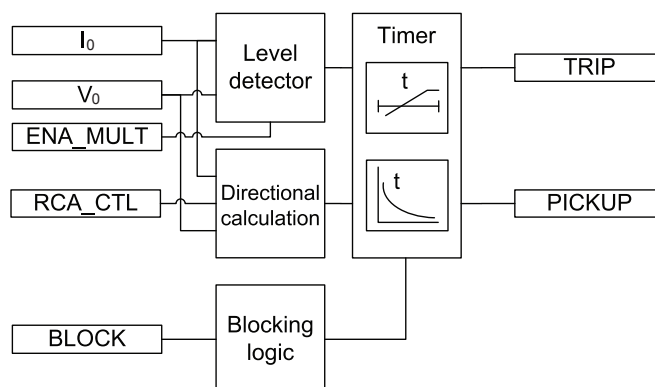 I₀
V₀
ENA_MULT
RCA_CTL
BLOCK
Level
detector
Directional
calculation
Blocking
logic
Timer
t
t
TRIP
PICKUP